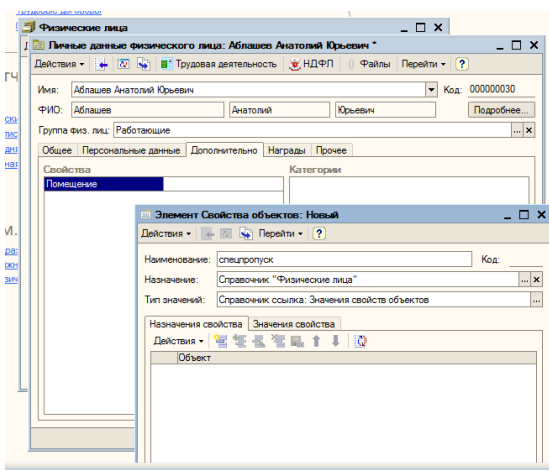 Трудовые договоры
Физические лица
Личные данные физического лица: Аблашев Анатолий Юрьевич *
Действия Трудовая деятельность НДФЛ Файлы Перейти ?
Имя: Аблашев Анатолий Юрьевич Код: 000000030
ФИО: Аблашев Анатолий Юрьевич Подробнее...
Группа физ. лиц: Работающие ... x
Общее Персональные данные Дополнительно Награды Прочее
Свойства Категории
Помещение
Элемент Свойства объектов: Новый
Действия Перейти ?
Наименование: спецпропуск Код:
Назначение: Справочник "Физические лица" ... x
Тип значений: Справочник ссылка: Значения свойств объектов ...
Назначения свойства Значения свойства
Действия
Объект